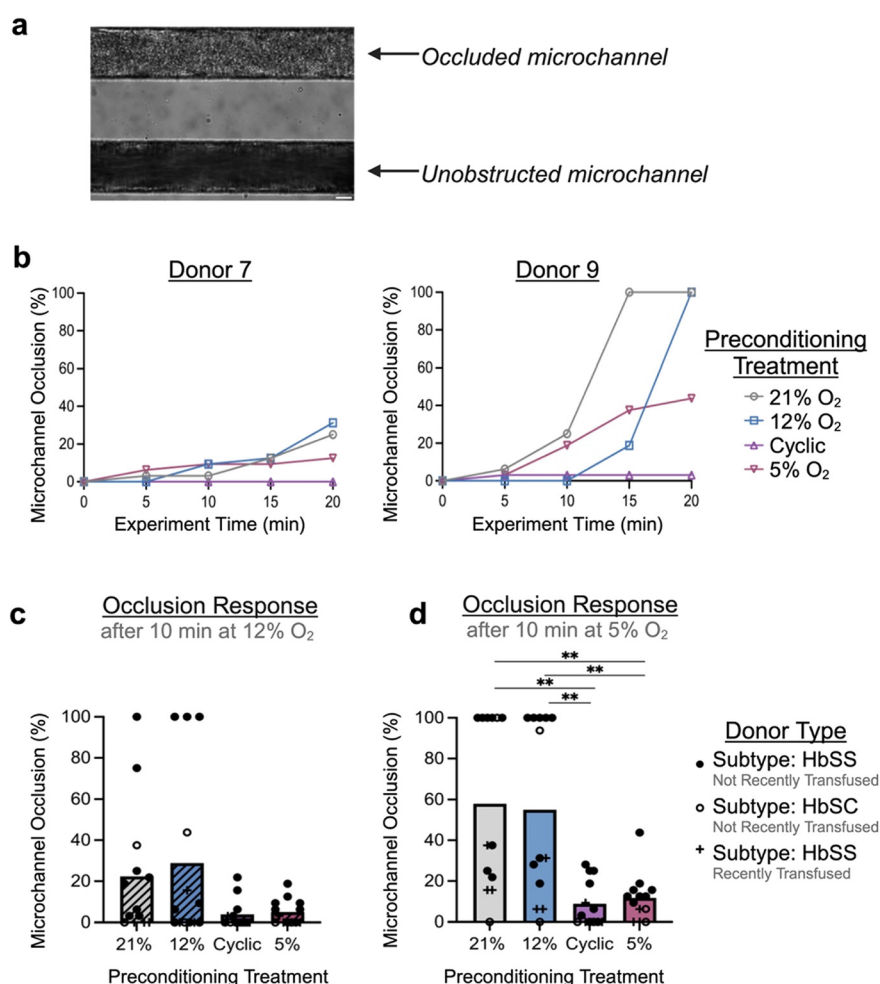 a
Occluded microchannel
Unobstructed microchannel
b
Donor 7
Microchannel Occlusion (%)
100
80
60
40
20
0
0 5 10 15 20
Experiment Time (min)
Donor 9
Microchannel Occlusion (%)
100
80
60
40
20
0
0 5 10 15 20
Experiment Time (min)
Preconditioning
Treatment
21% O₂
12% O₂
Cyclic
5% O₂
c
Occlusion Response
after 10 min at 12% O₂
Microchannel Occlusion (%)
100
80
60
40
20
0
21% 12% Cyclic 5%
Preconditioning Treatment
d
Occlusion Response
after 10 min at 5% O₂
**
**
**
**
Microchannel Occlusion (%)
100
80
60
40
20
0
21% 12% Cyclic 5%
Preconditioning Treatment
Donor Type
Subtype: HbSS
Not Recently Transfused
Subtype: HbSC
Not Recently Transfused
Subtype: HbSS
Recently Transfused